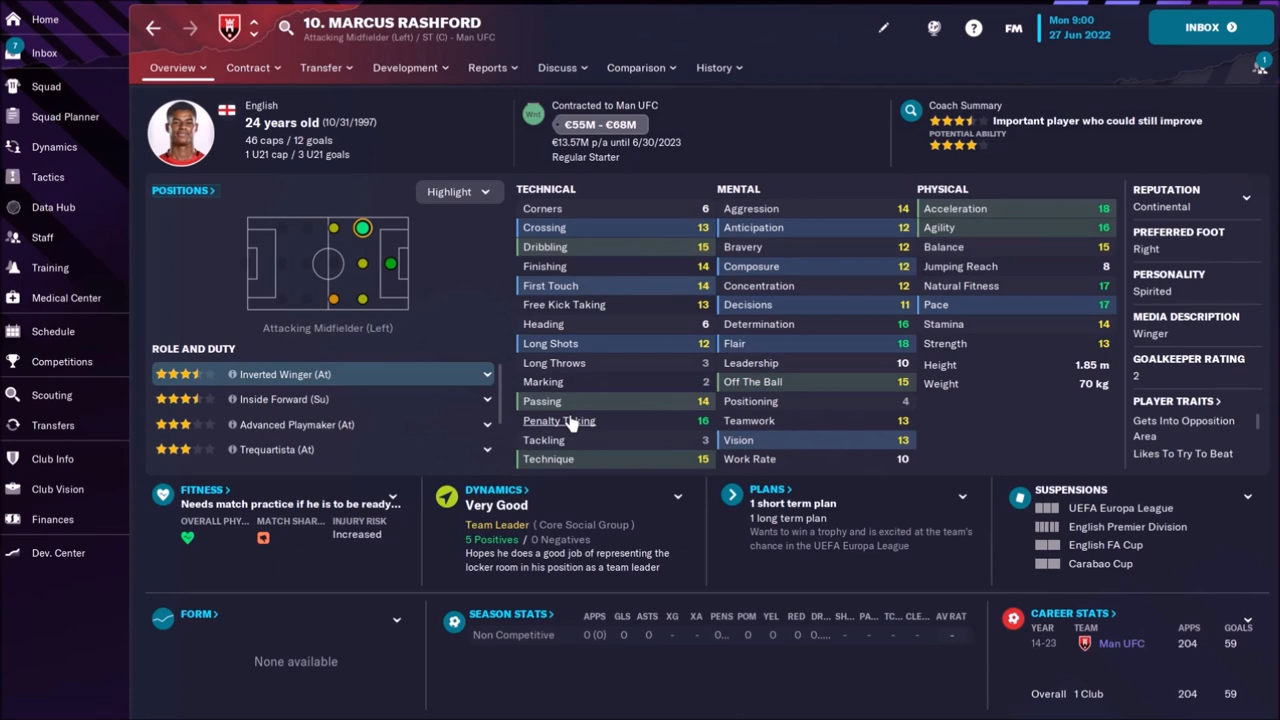 Home
7
Inbox
Squad
Squad Planner
Dynamics
Tactics
Data Hub
Staff
Training
Medical Center
Schedule
Competitions
Scouting
Transfers
Club Info
Club Vision
Finances
Dev. Center
10. MARCUS RASHFORD
Attacking Midfielder (Left) / ST (C) - Man UFC
?
FM
Mon 9:00
27 Jun 2022
INBOX
Overview
Contract
Transfer
Development
Reports
Discuss
Comparison
History
1
English
24 years old (10/31/1997)
46 caps / 12 goals
1 U21 cap / 3 U21 goals
Wnt
Contracted to Man UFC
€55M - €68M
€13.57M p/a until 6/30/2023
Regular Starter
Coach Summary
Important player who could still improve
POTENTIAL ABILITY
POSITIONS>
Highlight
Attacking Midfielder (Left)
ROLE AND DUTY
Inverted Winger (At)
Inside Forward (Su)
Advanced Playmaker (At)
Trequartista (At)
TECHNICAL
Corners 6
Crossing 13
Dribbling 15
Finishing 14
First Touch 14
Free Kick Taking 13
Heading 6
Long Shots 12
Long Throws 3
Marking 2
Passing 14
Penalty Taking 16
Tackling 3
Technique 15
MENTAL
Aggression 14
Anticipation 12
Bravery 12
Composure 12
Concentration 12
Decisions 11
Determination 16
Flair 18
Leadership 10
Off The Ball 15
Positioning 4
Teamwork 13
Vision 13
Work Rate 10
PHYSICAL
Acceleration 18
Agility 16
Balance 15
Jumping Reach 8
Natural Fitness 17
Pace 17
Stamina 14
Strength 13
Height 1.85 m
Weight 70 kg
REPUTATION
Continental
PREFERRED FOOT
Right
PERSONALITY
Spirited
MEDIA DESCRIPTION
Winger
GOALKEEPER RATING
2
PLAYER TRAITS>
Gets Into Opposition
Area
Likes To Try To Beat
FITNESS>
Needs match practice if he is to be ready...
OVERALL PHY... MATCH SHAR... INJURY RISK
Increased
DYNAMICS>
Very Good
Team Leader ( Core Social Group )
5 Positives / 0 Negatives
Hopes he does a good job of representing the
locker room in his position as a team leader
PLANS>
1 short term plan
1 long term plan
Wants to win a trophy and is excited at the team's
chance in the UEFA Europa League
SUSPENSIONS
UEFA Europa League
English Premier Division
English FA Cup
Carabao Cup
FORM>
None available
SEASON STATS> APPS GLS ASTS XG XA PENS POM YEL RED DR... SH... PA... TC... CLE... AV RAT
Non Competitive 0 (0) 0 0 - - 0... 0 0 0 0.... - - - - -
CAREER STATS>
YEAR TEAM APPS GOALS
14-23 Man UFC 204 59
Overall 1 Club 204 59